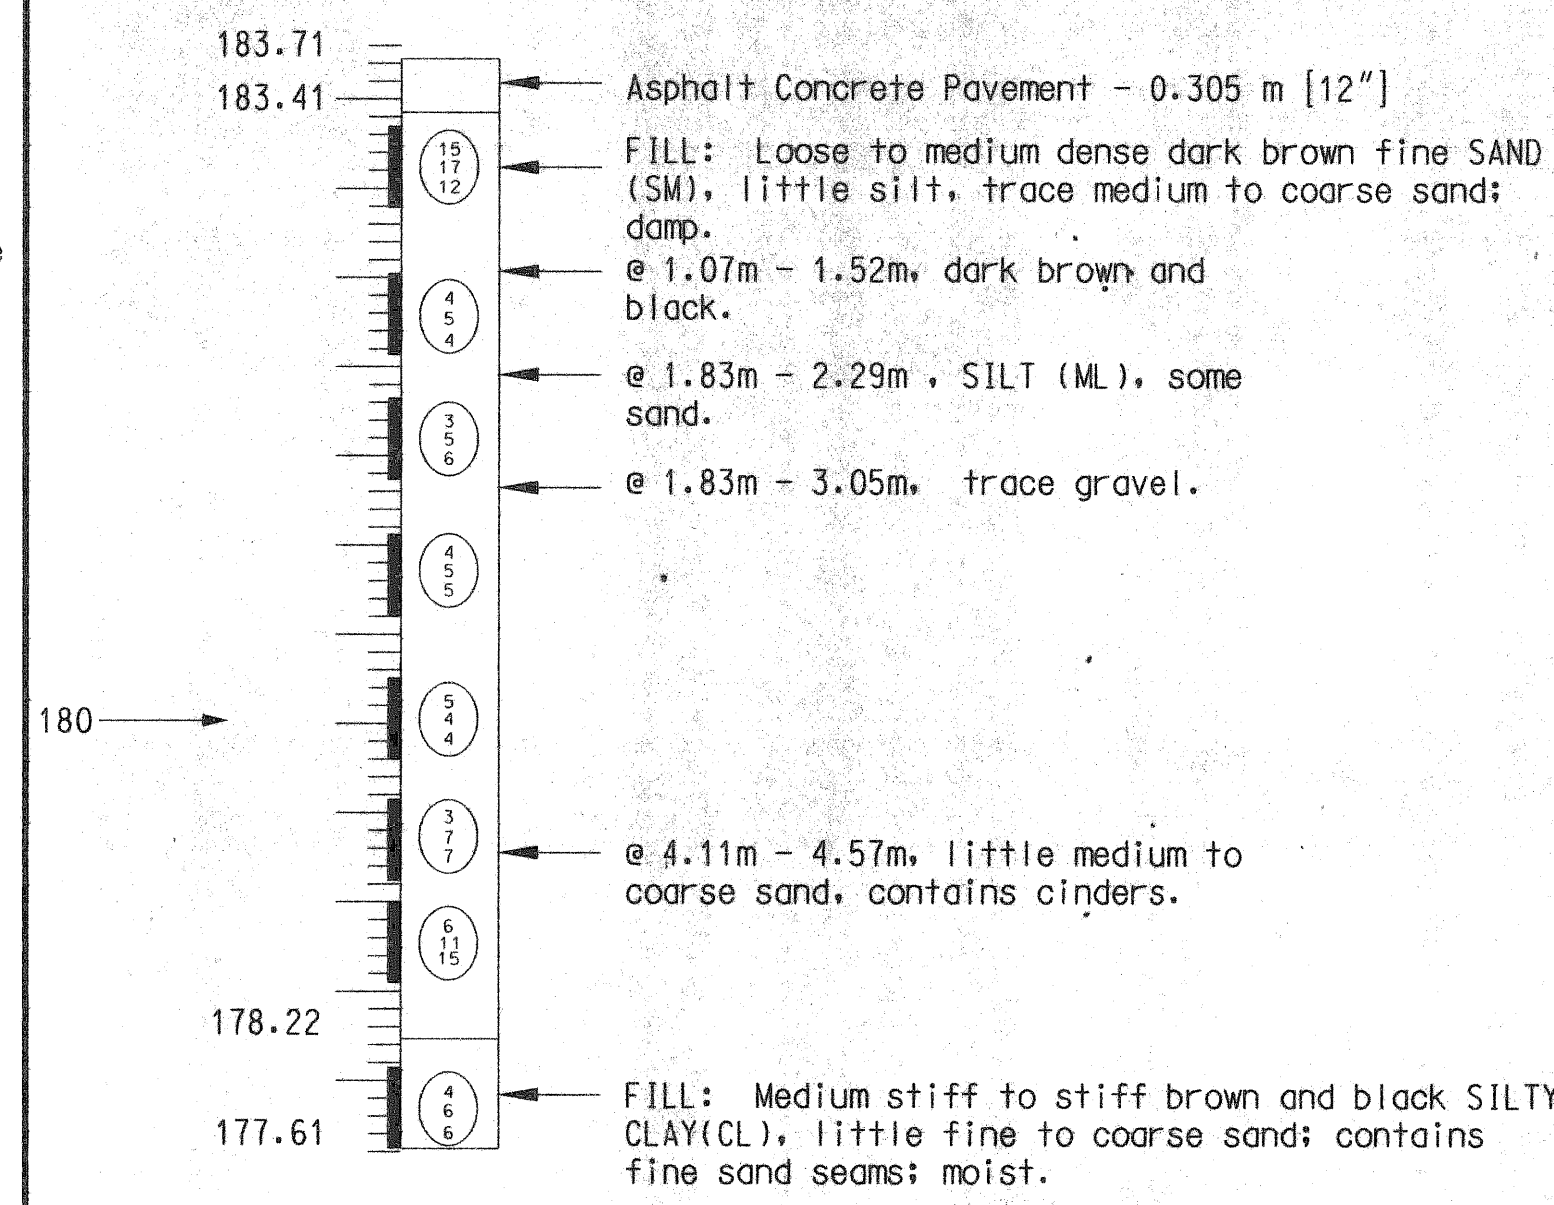 183.71
183.41
Asphalt Concrete Pavement - 0.305 m [12"]
15
17
12
FILL: Loose to medium dense dark brown fine SAND
(SM), little silt, trace medium to coarse sand;
damp.
@ 1.07m - 1.52m, dark brown and
black.
4
5
4
@ 1.83m - 2.29m , SILT (ML), some
sand.
3
5
6
@ 1.83m - 3.05m, trace gravel.
4
5
5
180
5
4
4
3
7
7
@ 4.11m - 4.57m, little medium to
coarse sand, contains cinders.
6
11
15
178.22
4
6
6
FILL: Medium stiff to stiff brown and black SILTY
CLAY(CL), little fine to coarse sand; contains
fine sand seams; moist.
177.61